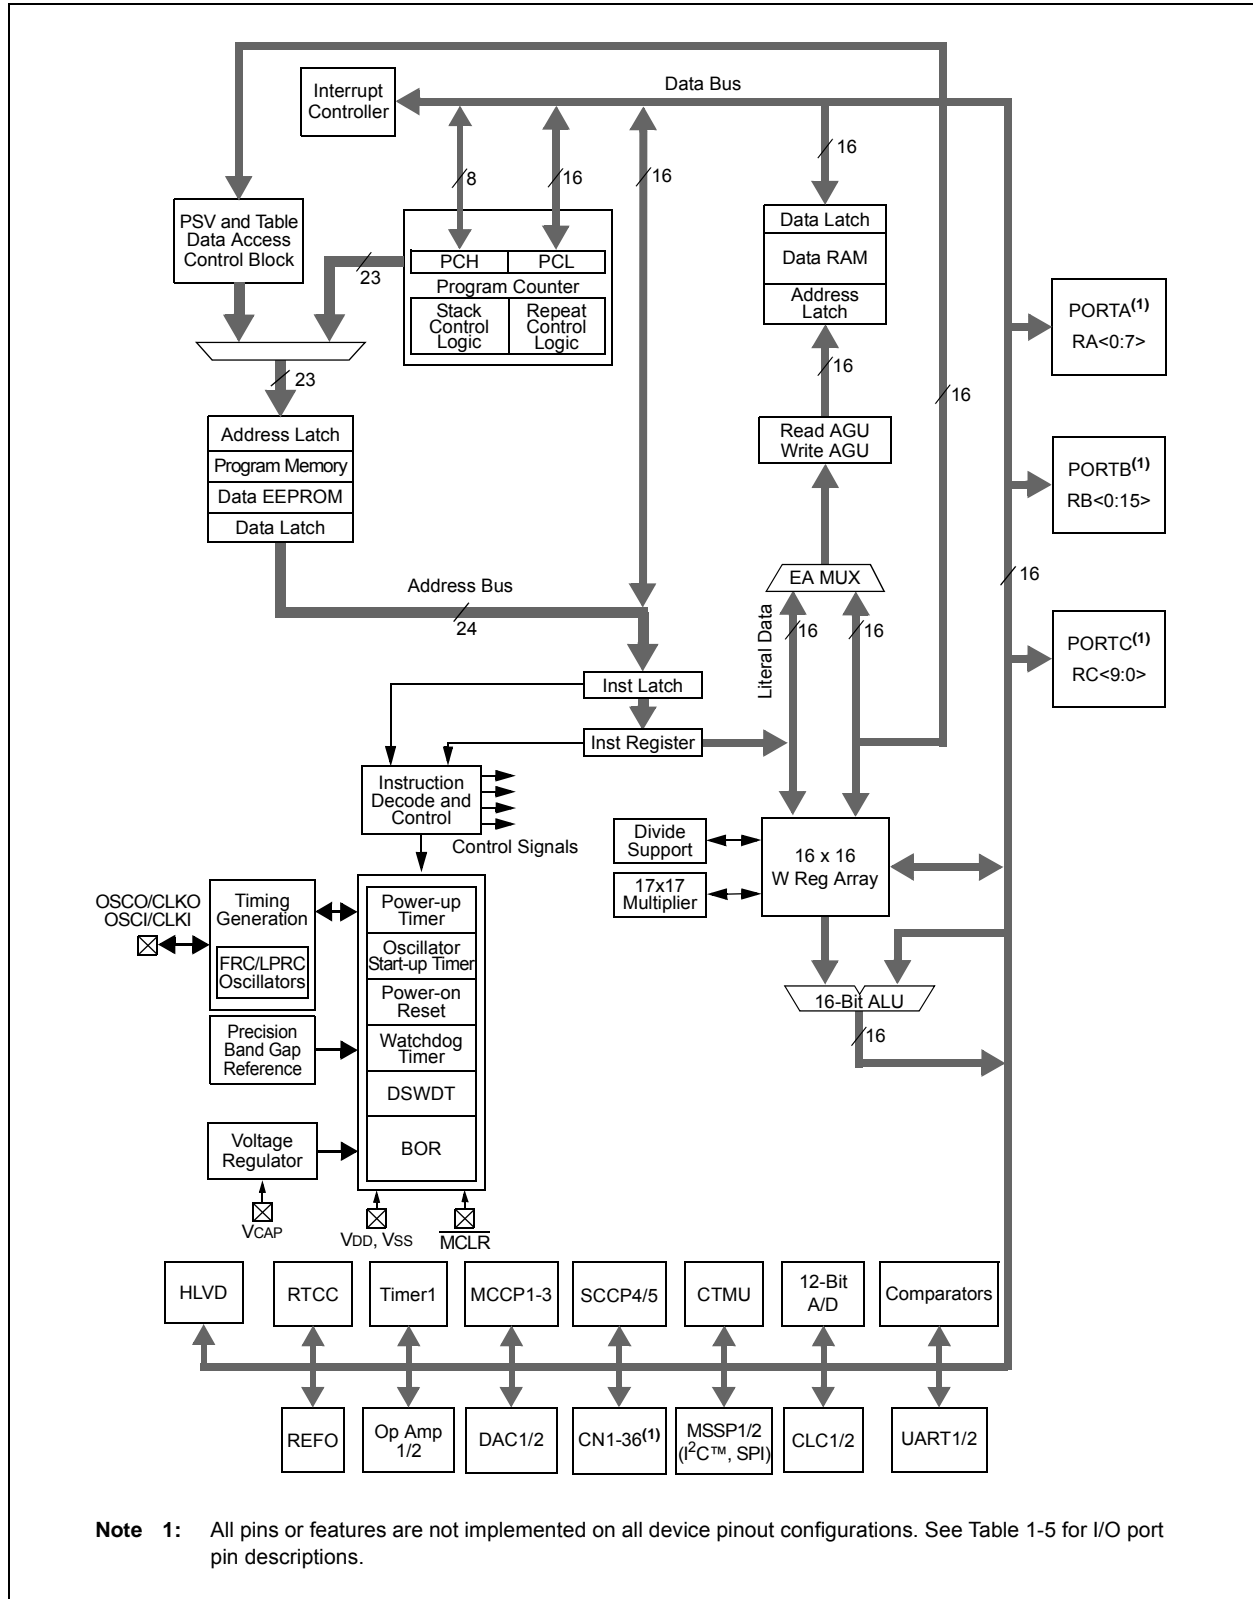 Data Bus
Interrupt
Controller
16
8
16
16
PSV and Table
Data Access
Control Block
Data Latch
Data RAM
Address
Latch
PCH
PCL
23
Program Counter
Stack
Control
Logic
Repeat
Control
Logic
PORTA(1)
RA<0:7>
23
16
16
Address Latch
Program Memory
Data EEPROM
Data Latch
Read AGU
Write AGU
PORTB(1)
RB<0:15>
EA MUX
16
Address Bus
24
Literal Data
16
16
PORTC(1)
RC<9:0>
Inst Latch
Inst Register
Instruction
Decode and
Control
Control Signals
Divide
Support
16 x 16
W Reg Array
17x17
Multiplier
OSCO/CLKO
OSCI/CLKI
Timing
Generation
FRC/LPRC
Oscillators
Power-up
Timer
Oscillator
Start-up Timer
Power-on
Reset
Watchdog
Timer
DSWDT
BOR
16-Bit ALU
16
Precision
Band Gap
Reference
Voltage
Regulator
VCAP
VDD, VSS
MCLR
HLVD
RTCC
Timer1
MCCP1-3
SCCP4/5
CTMU
12-Bit
A/D
Comparators
REFO
Op Amp
1/2
DAC1/2
CN1-36(1)
MSSP1/2
(I2C™, SPI)
CLC1/2
UART1/2
Note 1: All pins or features are not implemented on all device pinout configurations. See Table 1-5 for I/O port
pin descriptions.